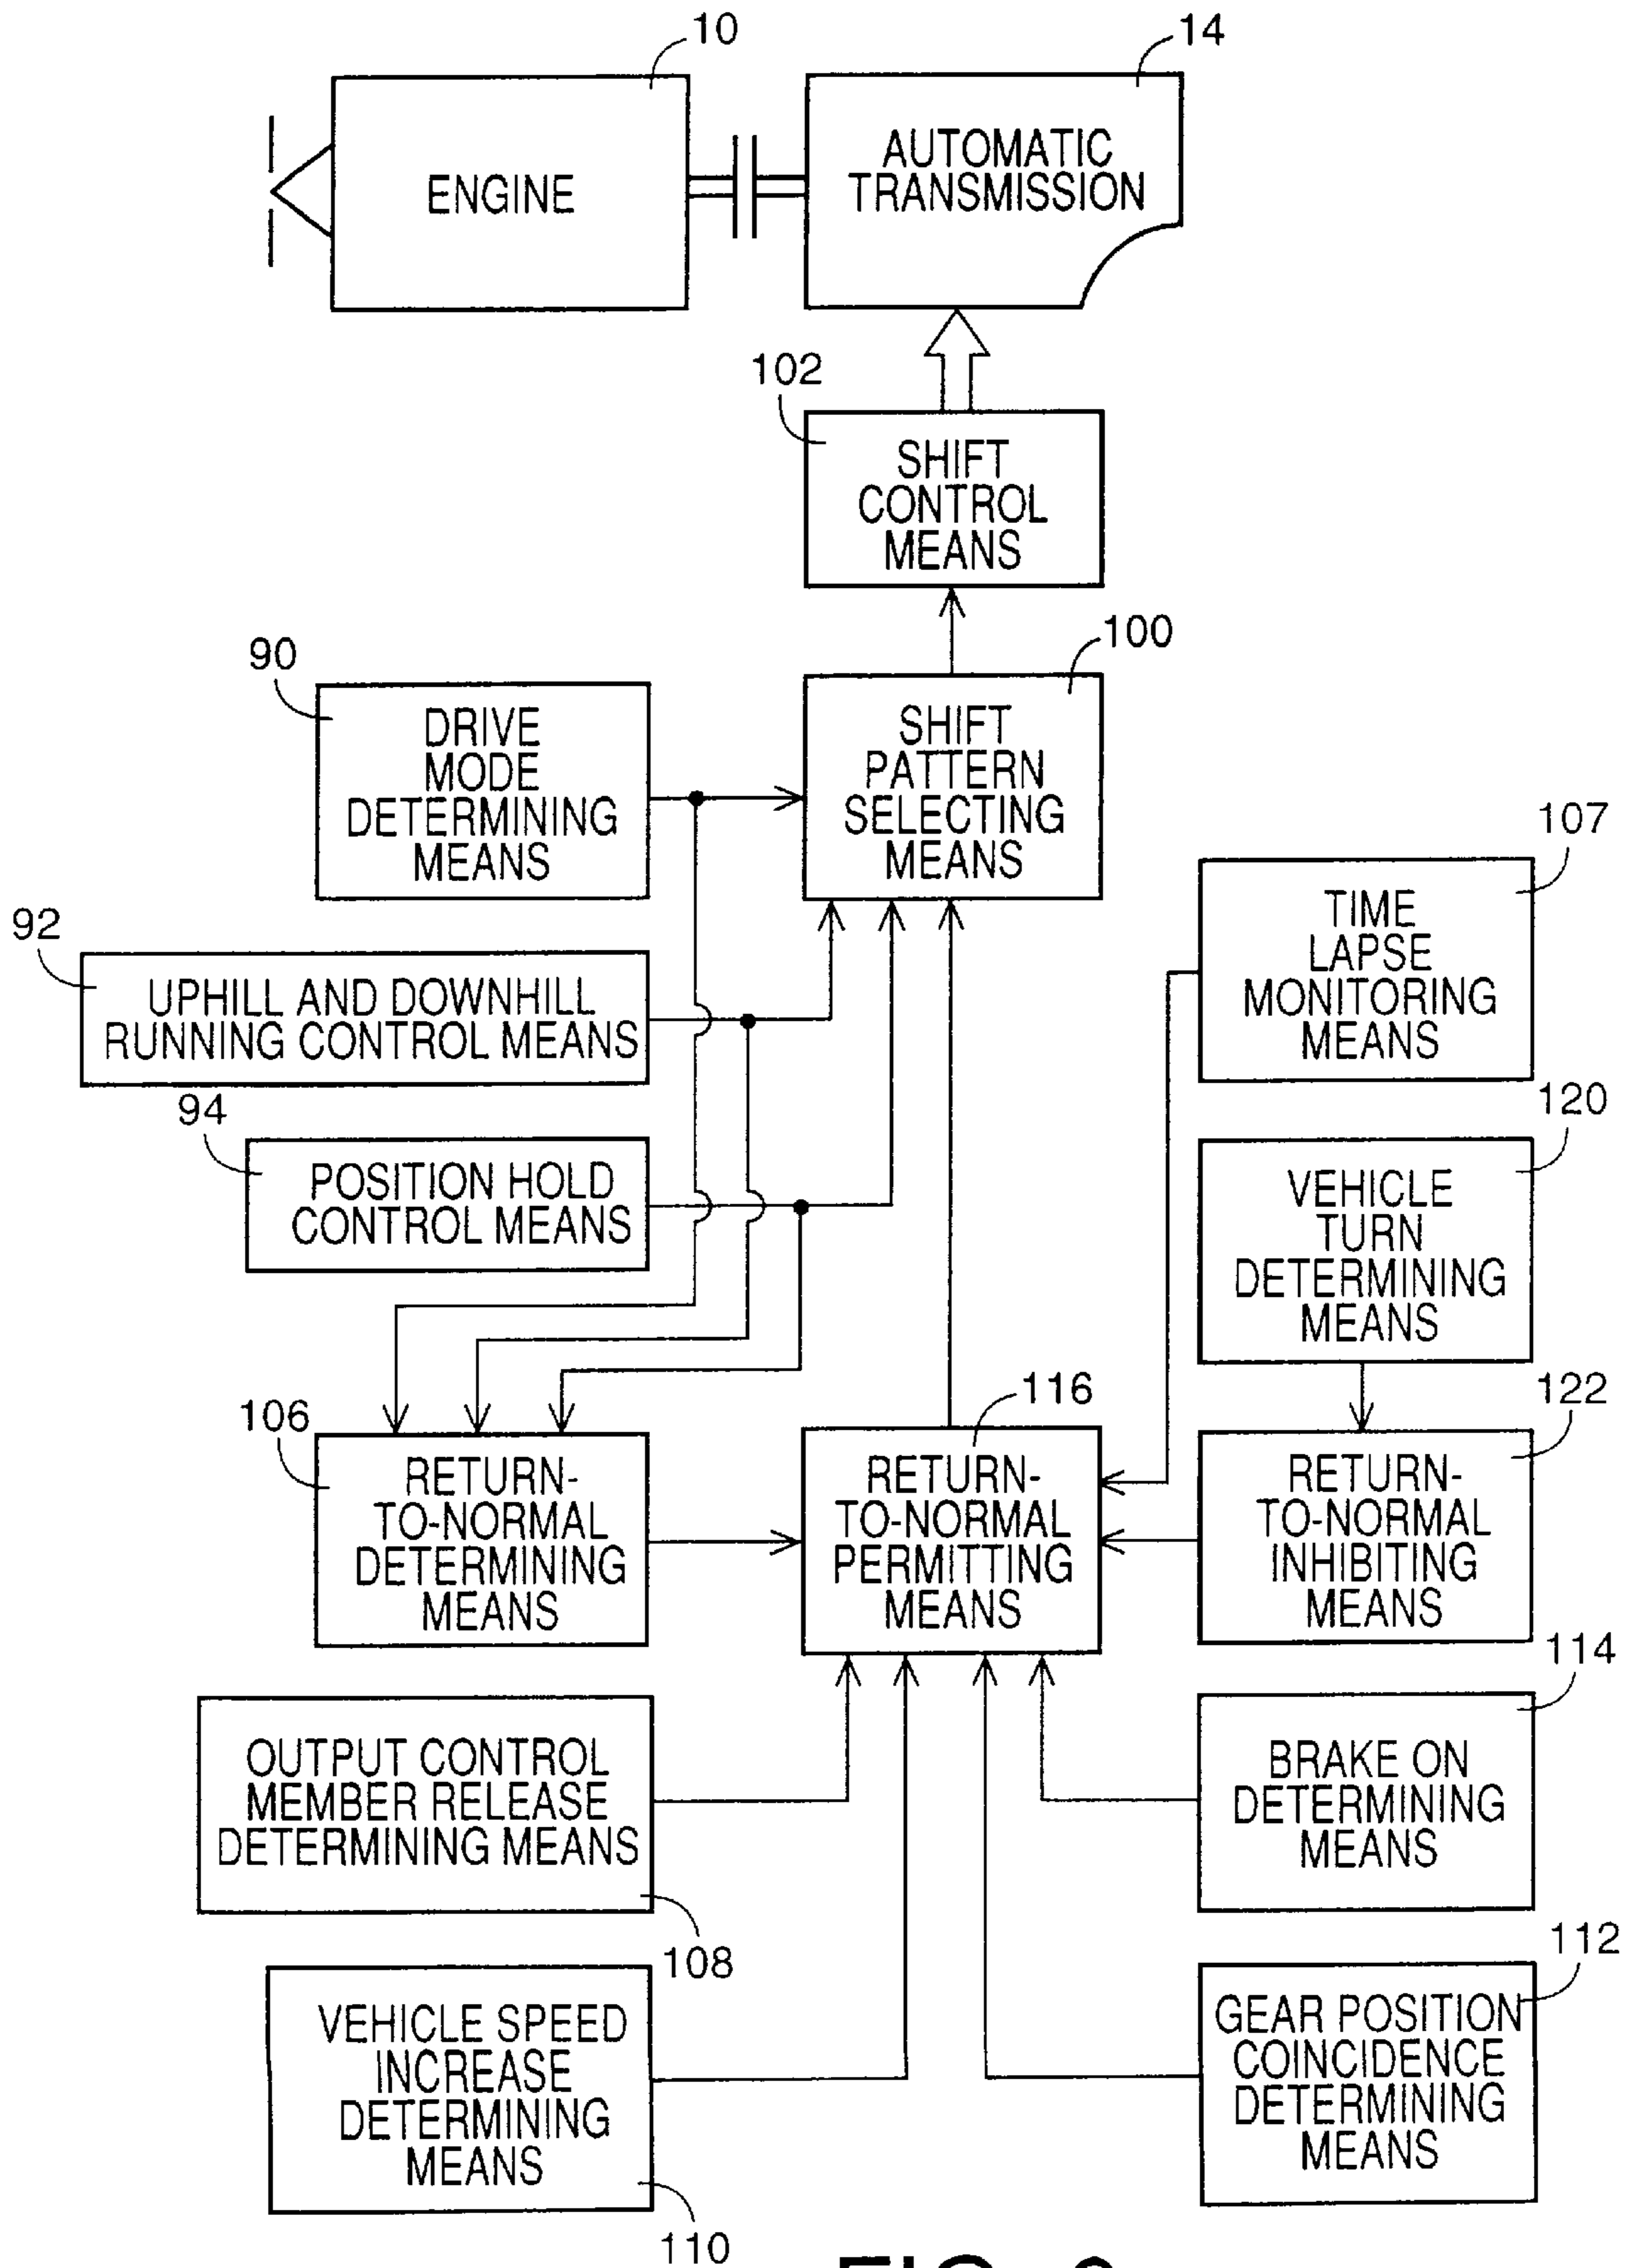 10
14
ENGINE
AUTOMATIC
TRANSMISSION
102
SHIFT
CONTROL
MEANS
100
90
DRIVE
MODE
DETERMINING
MEANS
SHIFT
PATTERN
SELECTING
MEANS
107
TIME
LAPSE
MONITORING
MEANS
92
UPHILL AND DOWNHILL
RUNNING CONTROL MEANS
94
POSITION HOLD
CONTROL MEANS
120
VEHICLE
TURN
DETERMINING
MEANS
106
RETURN-
TO-NORMAL
DETERMINING
MEANS
116
RETURN-
TO-NORMAL
PERMITTING
MEANS
122
RETURN-
TO-NORMAL
INHIBITING
MEANS
OUTPUT CONTROL
MEMBER RELEASE
DETERMINING MEANS
108
114
BRAKE ON
DETERMINING
MEANS
VEHICLE SPEED
INCREASE
DETERMINING
MEANS
110
112
GEAR POSITION
COINCIDENCE
DETERMINING
MEANS